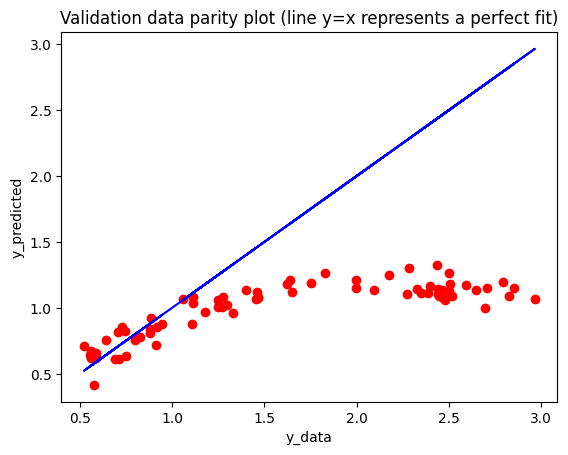 Validation data parity plot (line y=x represents a perfect fit)
3.0
2.5
2.0
1.5
1.0
0.5
y_predicted
0.5 1.0 1.5 2.0 2.5 3.0
y_data